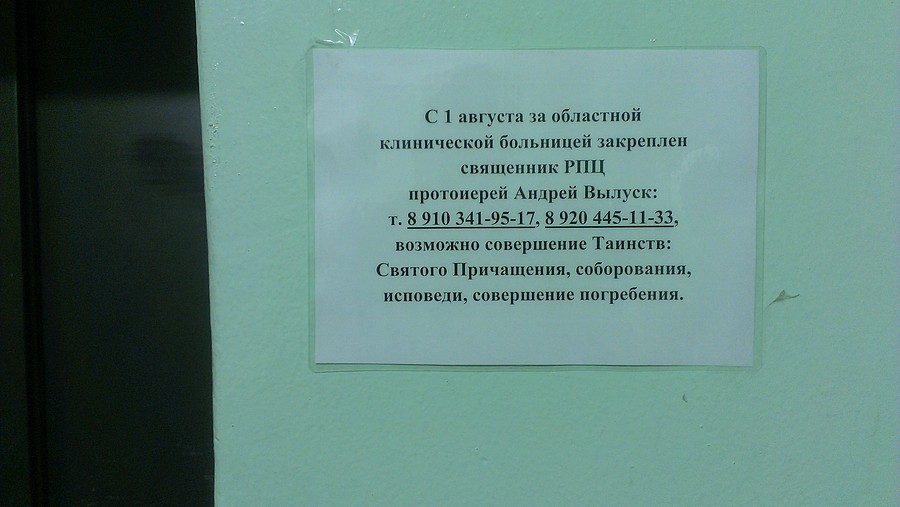 С 1 августа за областной
клинической больницей закреплен
священник РПЦ
протоиерей Андрей Вылуск:
т. 8 910 341-95-17, 8 920 445-11-33,
возможно совершение Таинств:
Святого Причащения, соборования,
исповеди, совершение погребения.